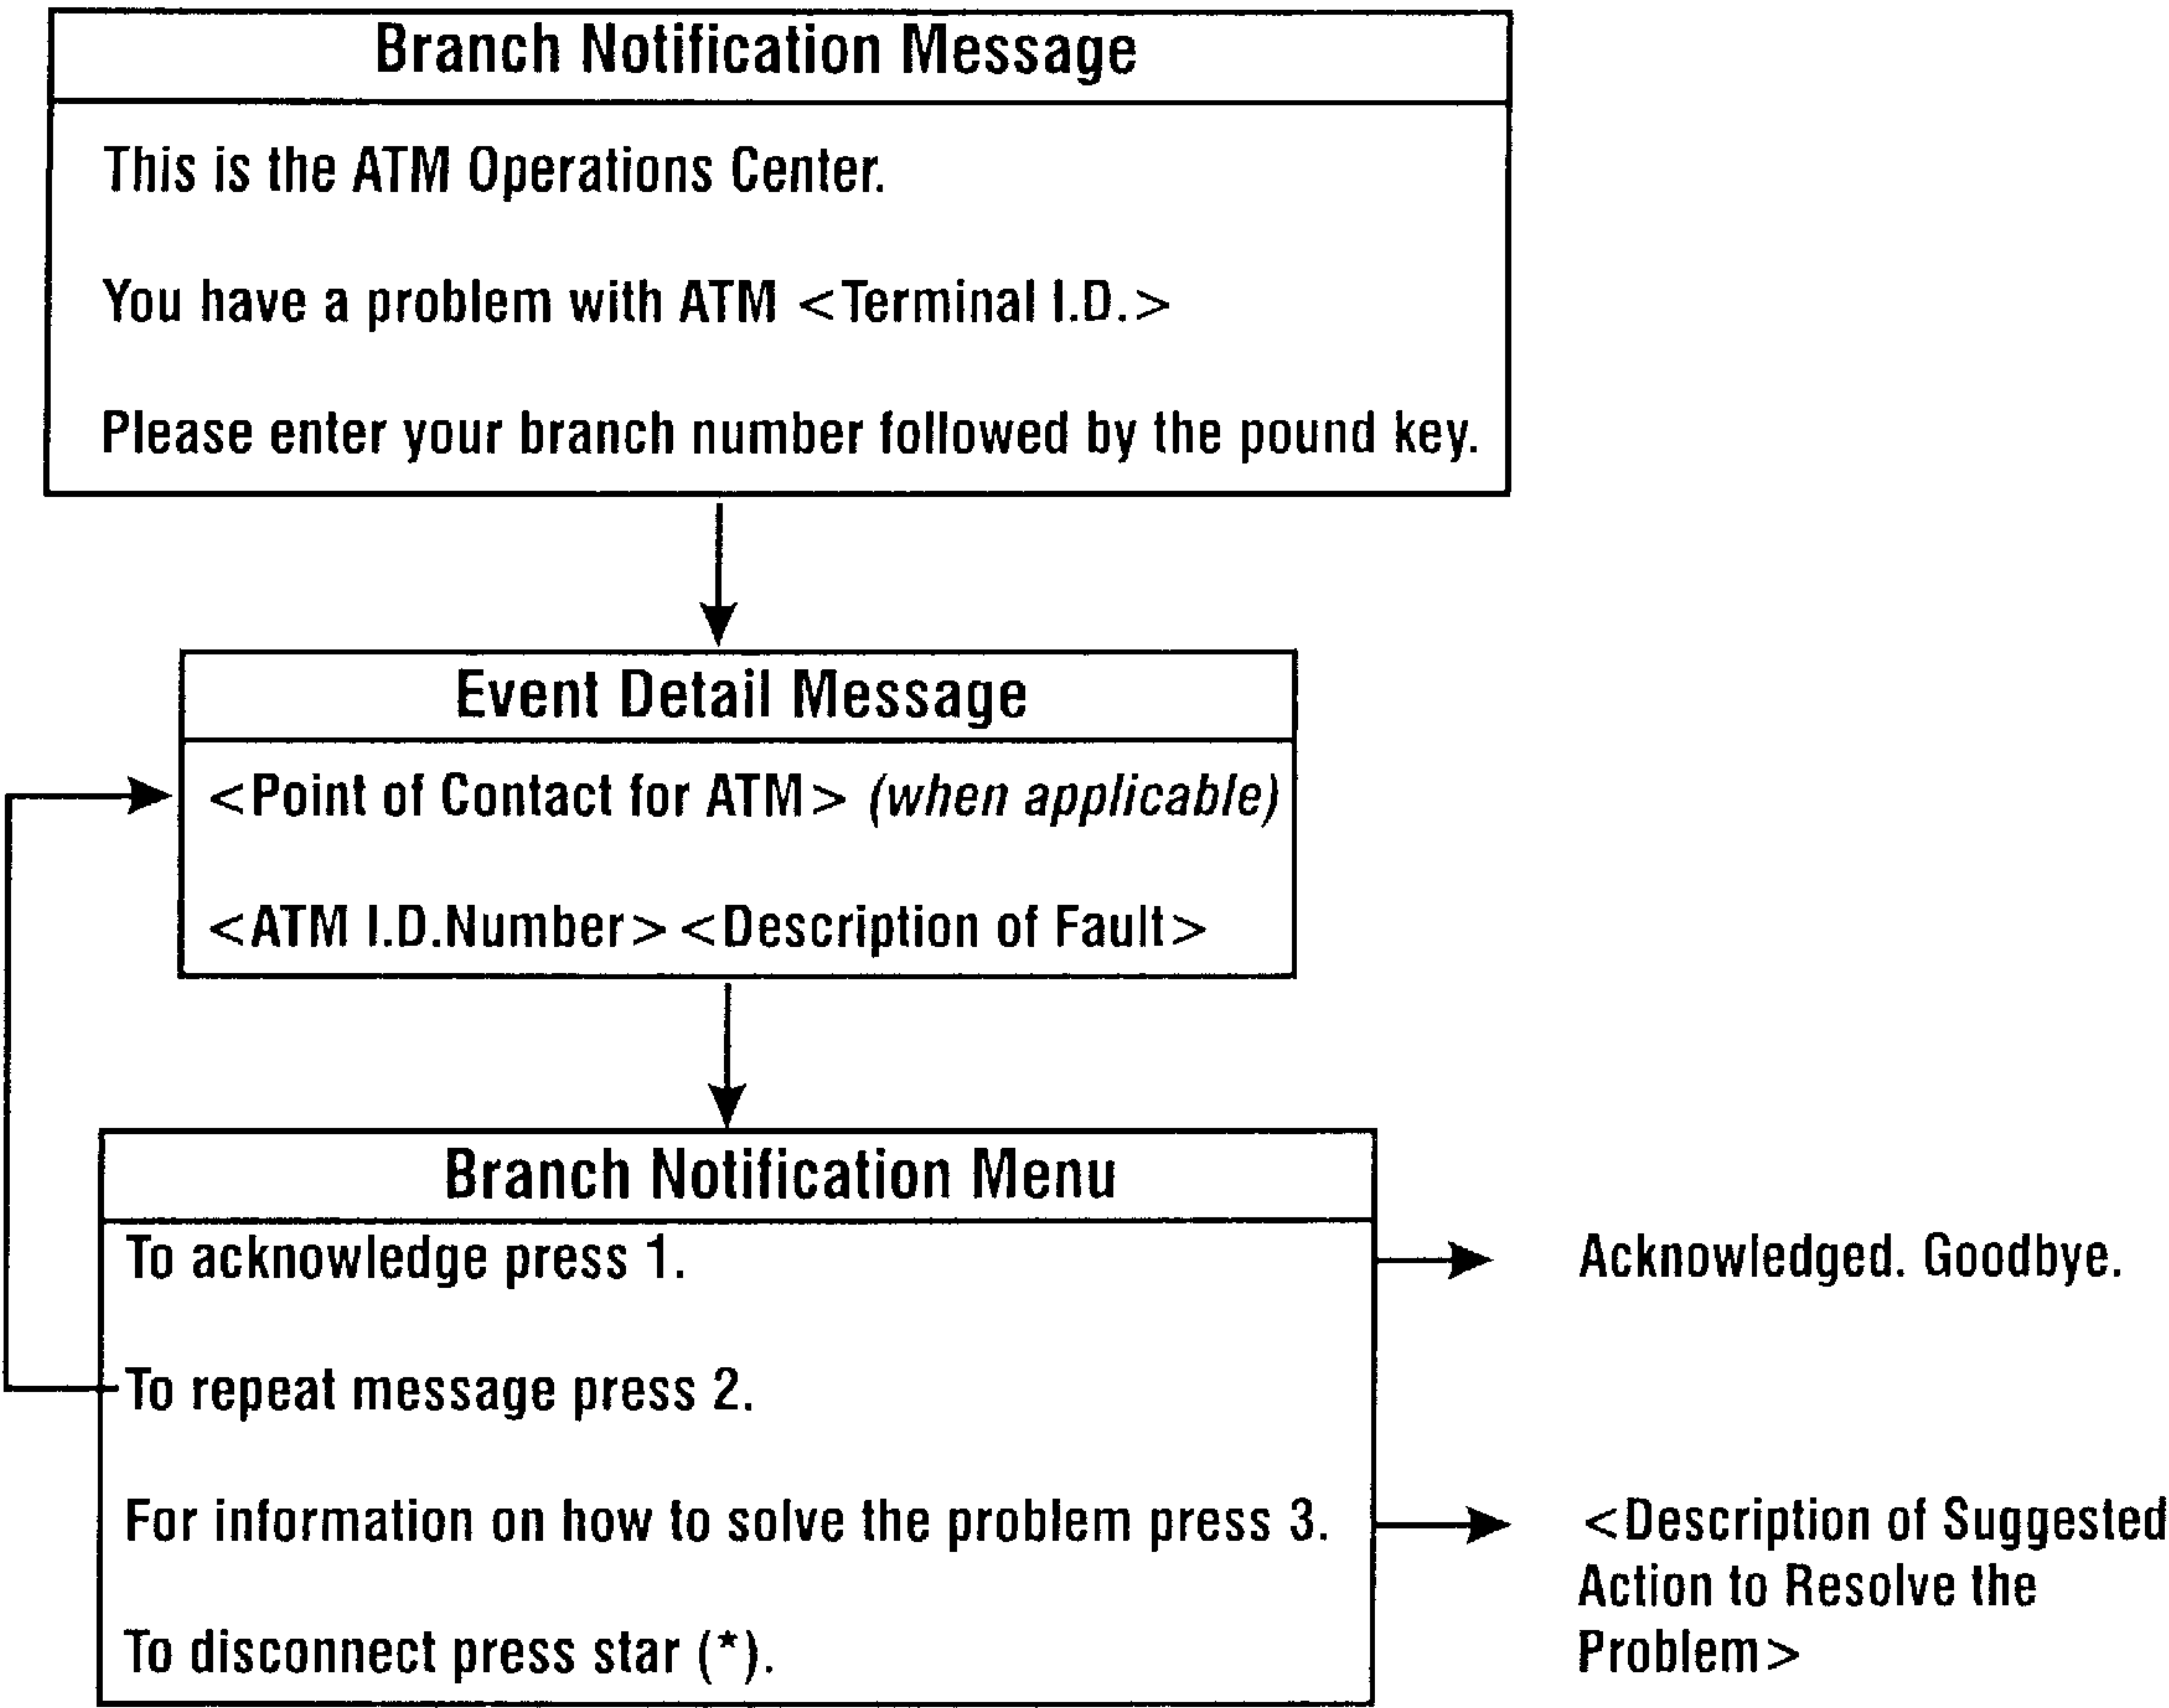 Branch Notification Message
This is the ATM Operations Center.
You have a problem with ATM <Terminal I.D.>
Please enter your branch number followed by the pound key.
Event Detail Message
<Point of Contact for ATM> (when applicable)
<ATM I.D.Number> <Description of Fault>
Branch Notification Menu
To acknowledge press 1.
Acknowledged. Goodbye.
To repeat message press 2.
For information on how to solve the problem press 3.
<Description of Suggested
Action to Resolve the
Problem>
To disconnect press star (*).